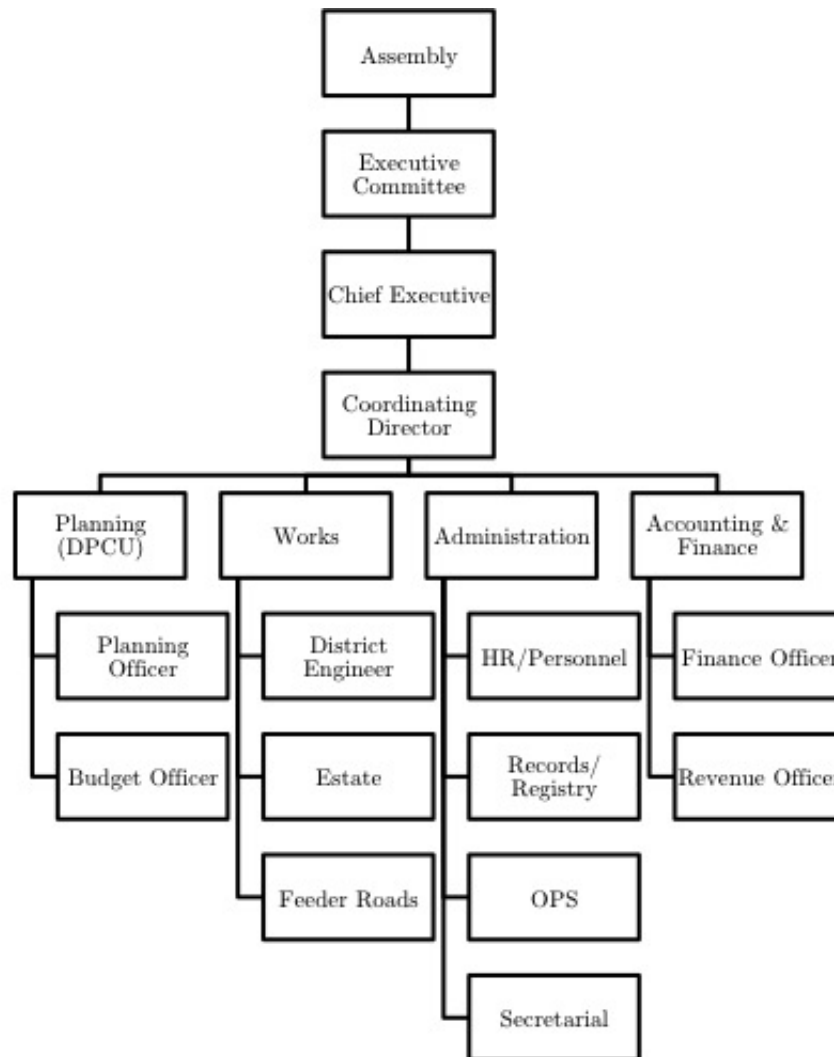 Assembly
Executive
Committee
Chief Executive
Coordinating
Director
Planning
(DPCU)
Works
Administration
Accounting &
Finance
Planning
Officer
District
Engineer
HR/Personnel
Finance Officer
Budget Officer
Estate
Records/
Registry
Revenue Officer
Feeder Roads
OPS
Secretarial